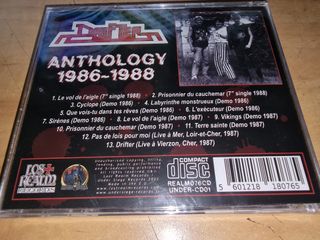 Drifter
ANTHOLOGY
1986~1988
1. Le vol de l'aigle (7" single 1988) • 2. Prisonnier du cauchemar (7" single 1988)
3. Cyclope (Demo 1986) • 4. Labyrinthe monstrueux (Demo 1986)
5. Que vois-tu dans tes rêves (Demo 1986) • 6. L'exécuteur (Demo 1986)
7. Sirènes (Demo 1986) • 8. Le vol de l'aigle (Demo 1987) • 9. Vikings (Demo 1987)
10. Prisonnier du cauchemar (Demo 1987) • 11. Terre sainte (Demo 1987)
12. Pas de lois pour moi (Live à Mer, Loir-et-Cher, 1987)
13. Drifter (Live à Vierzon, Cher, 1987)
LOST REALM
RECORDS
COMPACT
disc
REALM076CD
UNDER-CD01
5 601218 180765